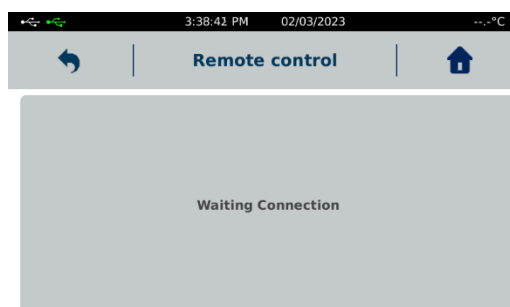 3:38:42 PM 02/03/2023 --.-°C
Remote control
Waiting Connection